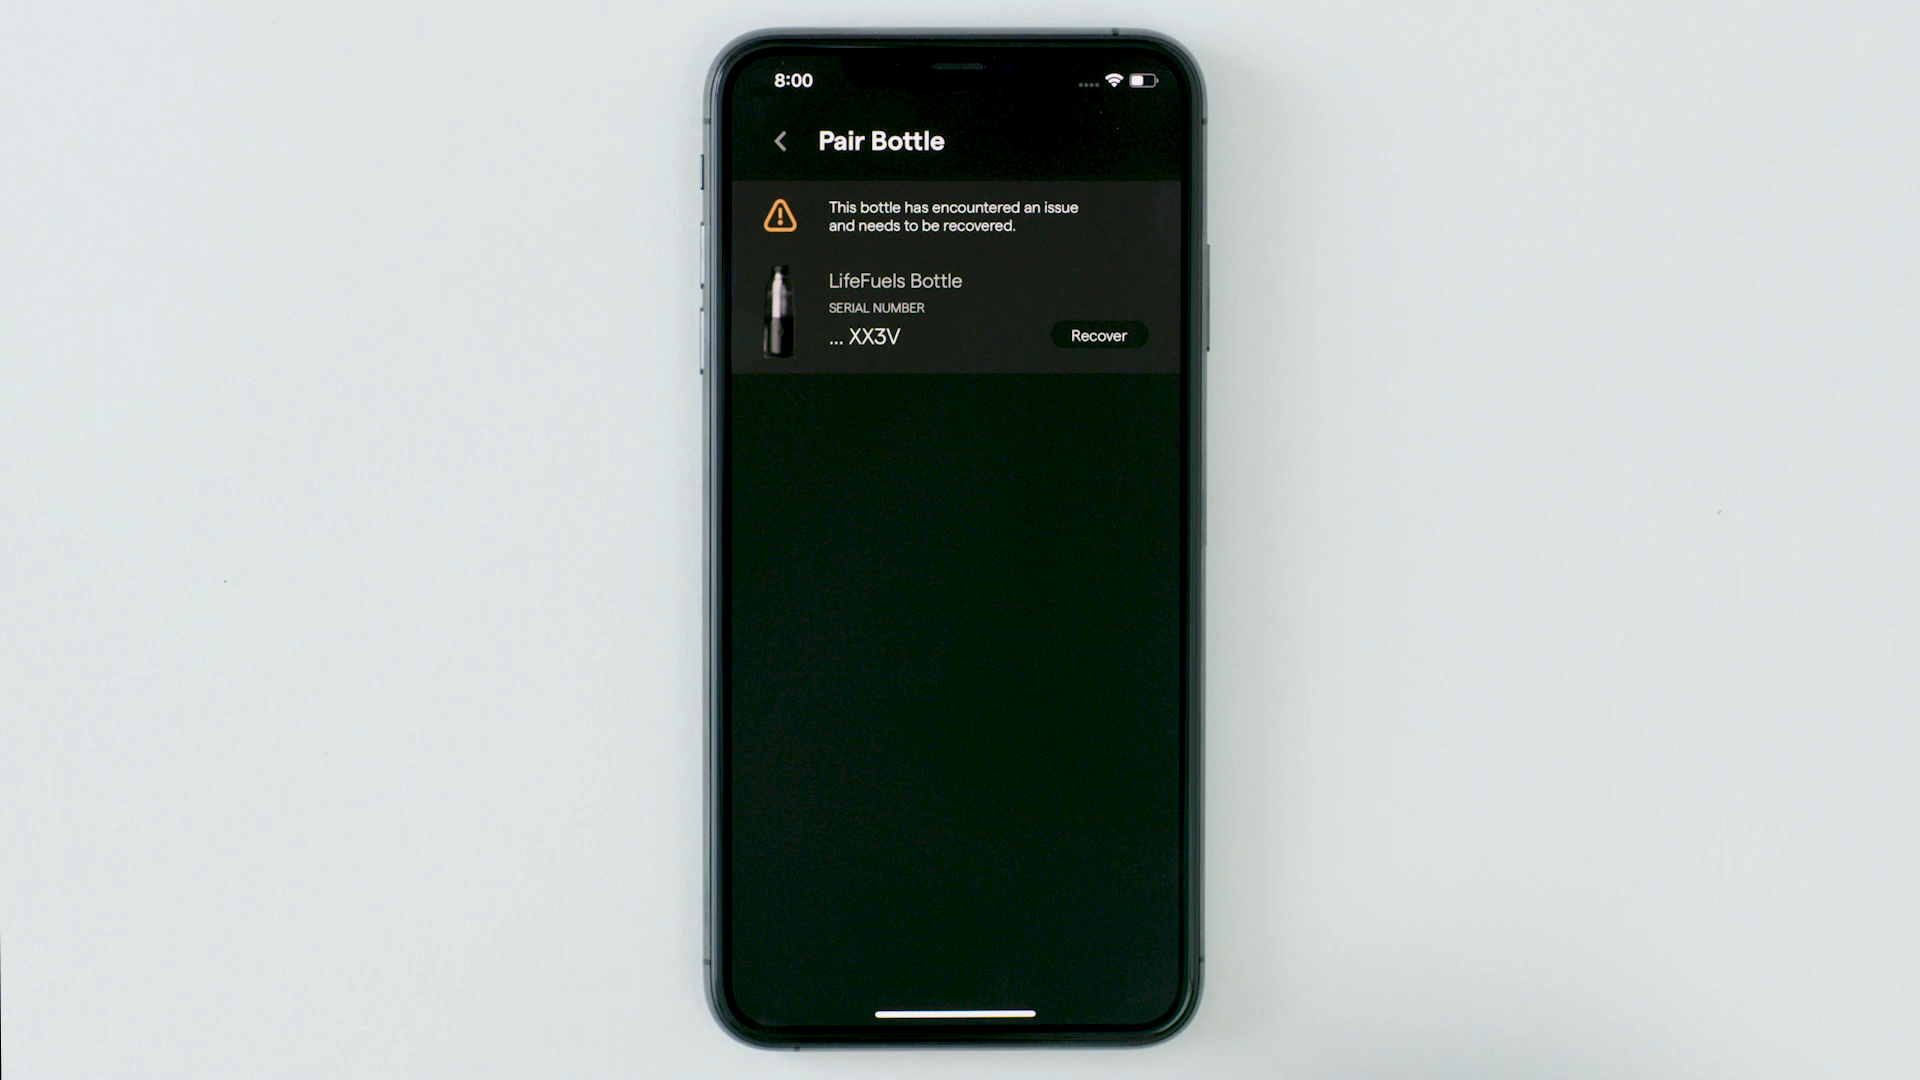 8:00
Pair Bottle
This bottle has encountered an issue
and needs to be recovered.
LifeFuels Bottle
SERIAL NUMBER
... XX3V
Recover